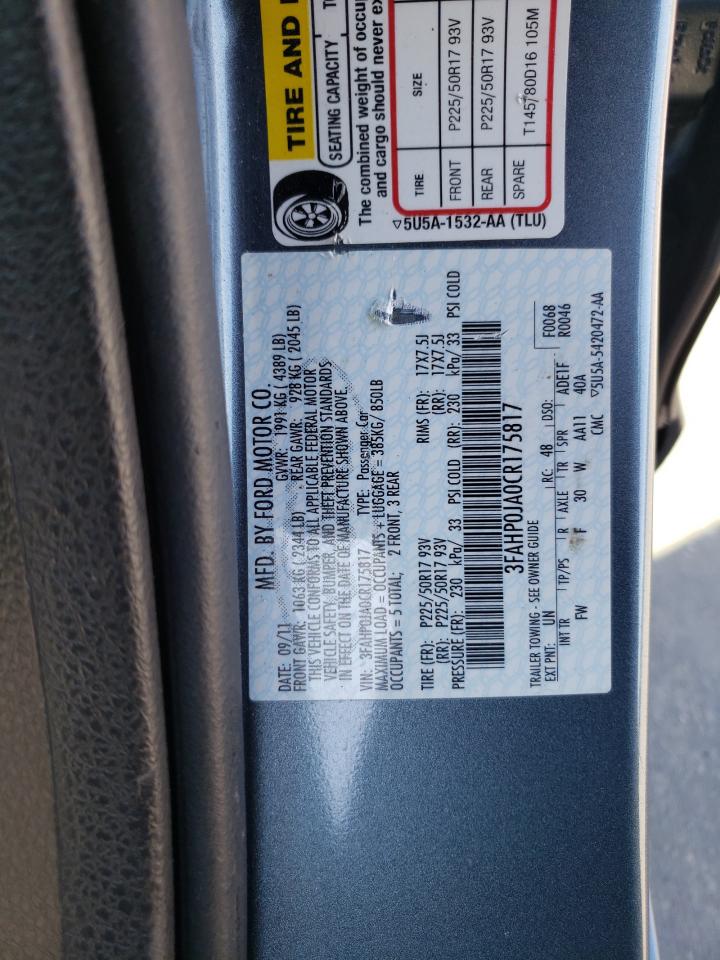 TIRE AND
SEATING CAPACITY
The combined weight of
and cargo should never
TIRE SIZE
FRONT P225/50R17 93V
REAR P225/50R17 93V
SPARE T145/80D16 105M
▽5U5A-1532-AA (TLU)
MFD. BY FORD MOTOR CO.
DATE: 09/11 GVWR: 1991 KG ( 4389 LB)
FRONT GAWR: 1063 KG ( 2344 LB) REAR GAWR: 928 KG ( 2045 LB)
THIS VEHICLE CONFORMS TO ALL APPLICABLE FEDERAL MOTOR
VEHICLE SAFETY, BUMPER, AND THEFT PREVENTION STANDARDS
IN EFFECT ON THE DATE OF MANUFACTURE SHOWN ABOVE.
VIN: 3FAHP0JA0CR175817 TYPE: Passenger Car
MAXIMUM LOAD = OCCUPANTS + LUGGAGE = 385KG/ 850LB
OCCUPANTS = 5 TOTAL: 2 FRONT, 3 REAR
TIRE (FR): P225/50R17 93V RIMS (FR): 17X7.5J
(RR): P225/50R17 93V (RR): 17X7.5J
PRESSURE (FR): 230 kPa/ 33 PSI COLD (RR): 230 kPa/ 33 PSI COLD
3FAHP0JA0CR175817
TRAILER TOWING - SEE OWNER GUIDE
F0068
R0046
EXT PNT: UN RC: 48 DSO:
INT TR TP/PS R AXLE TR SPR ADEIF
FW F 30 W AA11 40A
CMC ▽5U5A-5420472-AA